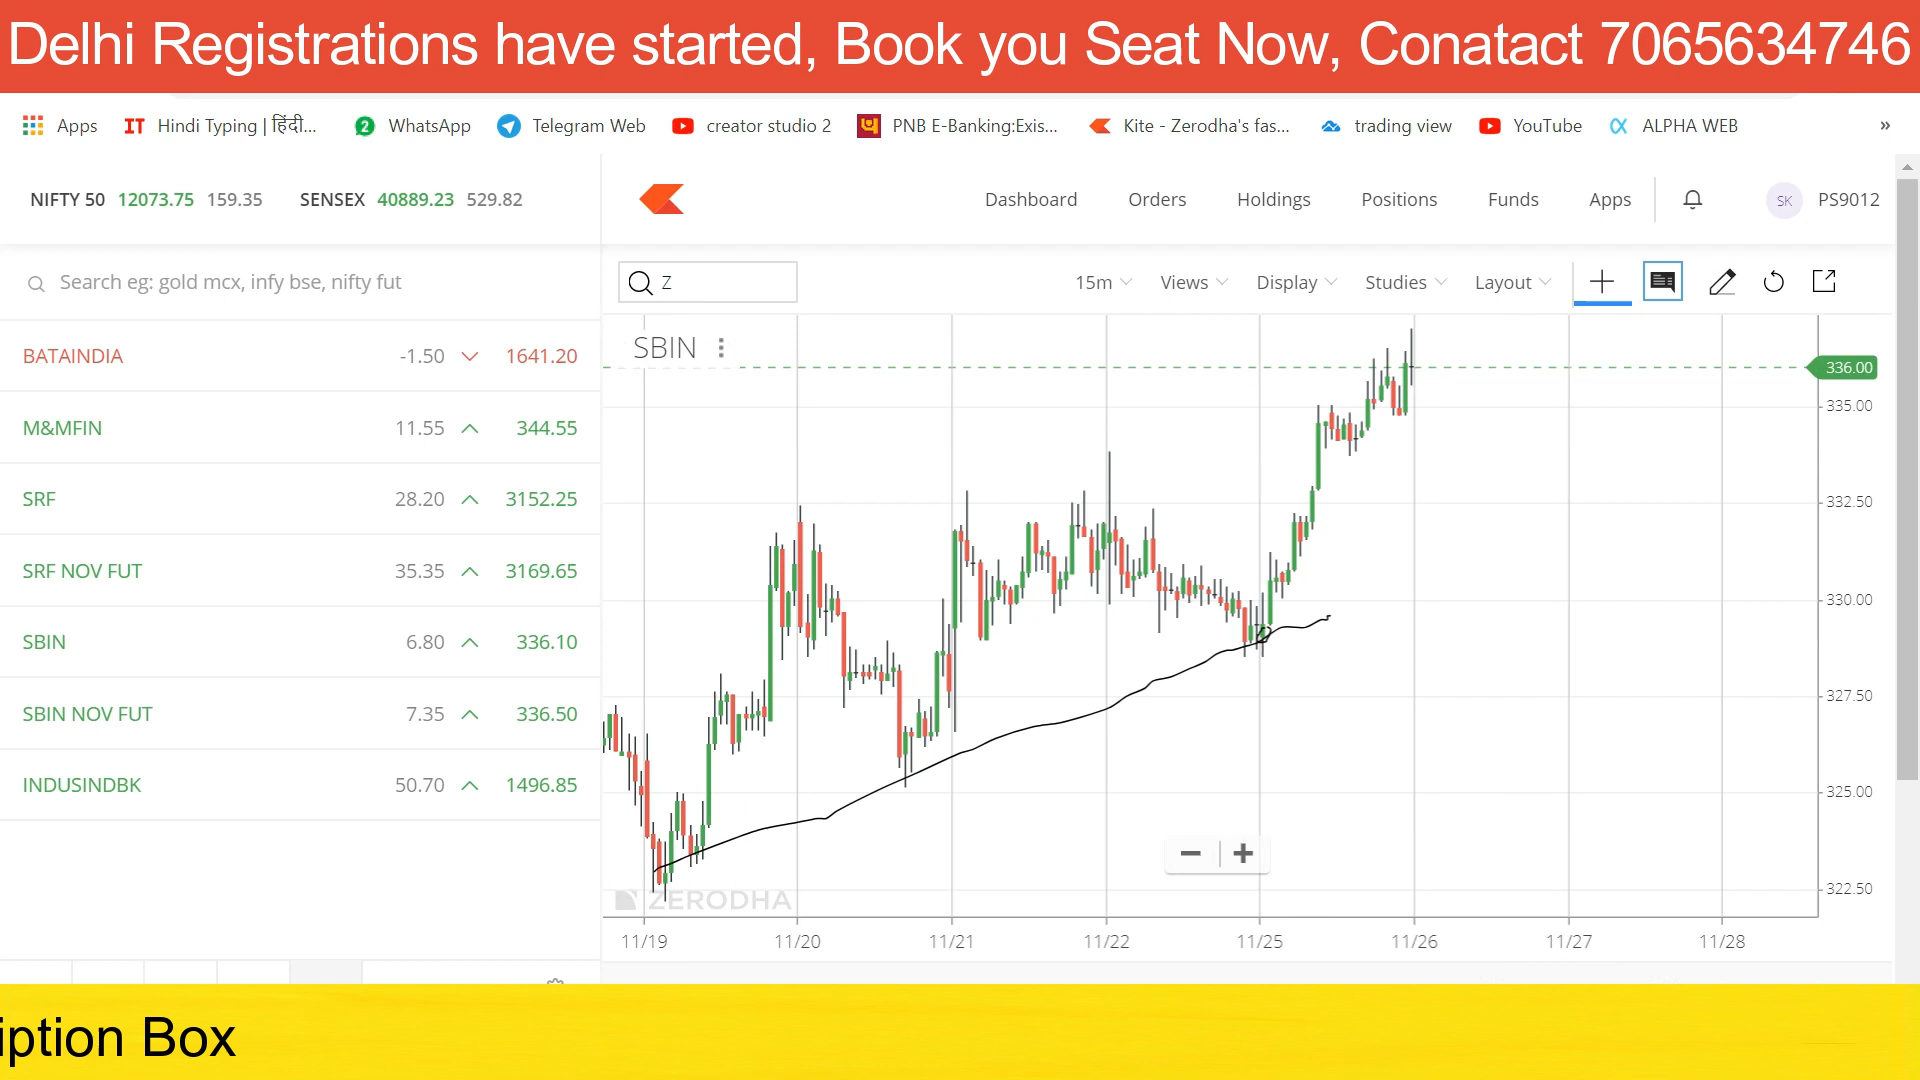 Delhi Registrations have started, Book you Seat Now, Conatact 7065634746
Apps IT Hindi Typing | हिंदी... 2 WhatsApp Telegram Web creator studio 2 PNB E-Banking:Exis... Kite - Zerodha's fas... trading view YouTube ALPHA WEB »
NIFTY 50 12073.75 159.35 SENSEX 40889.23 529.82
Dashboard Orders Holdings Positions Funds Apps SK PS9012
Search eg: gold mcx, infy bse, nifty fut
Z 15m Views Display Studies Layout
BATAINDIA -1.50 1641.20
M&MFIN 11.55 344.55
SRF 28.20 3152.25
SRF NOV FUT 35.35 3169.65
SBIN 6.80 336.10
SBIN NOV FUT 7.35 336.50
INDUSINDBK 50.70 1496.85
SBIN
336.00
335.00
332.50
330.00
327.50
325.00
322.50
ZERODHA
11/19 11/20 11/21 11/22 11/25 11/26 11/27 11/28
iption Box